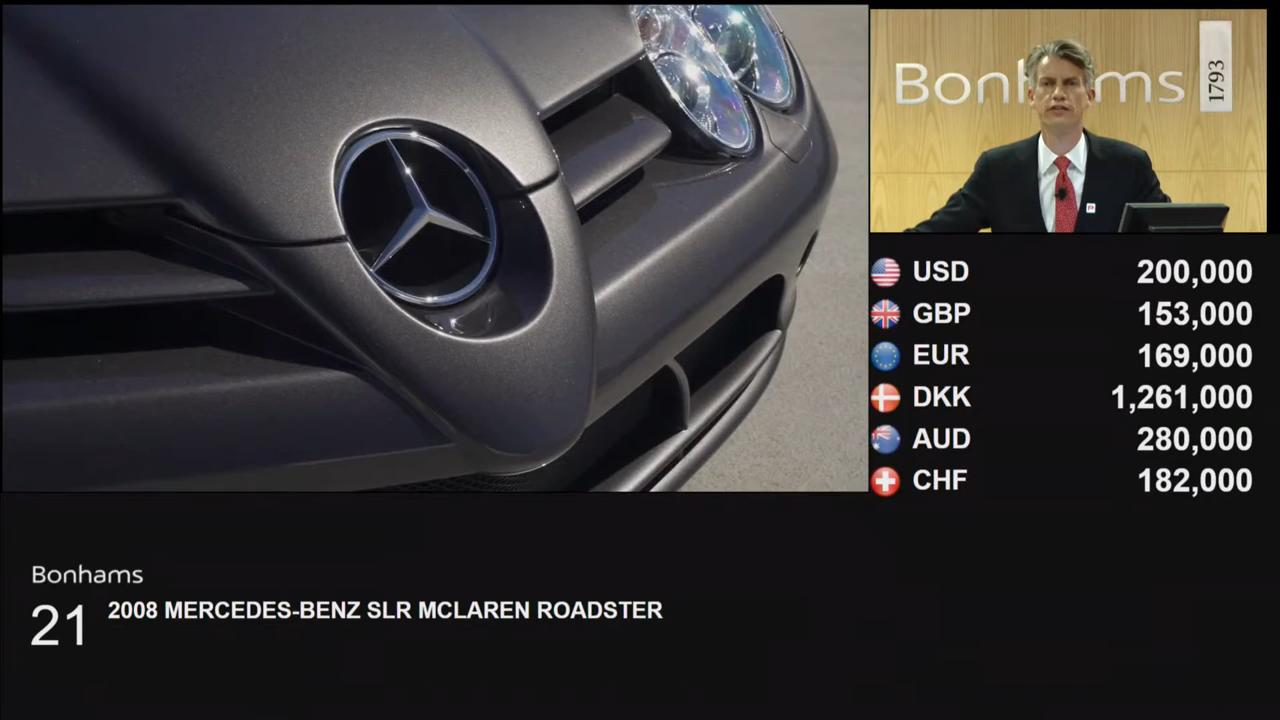 Bonhams
1793
USD 200,000
GBP 153,000
EUR 169,000
DKK 1,261,000
AUD 280,000
CHF 182,000
Bonhams
21 2008 MERCEDES-BENZ SLR MCLAREN ROADSTER